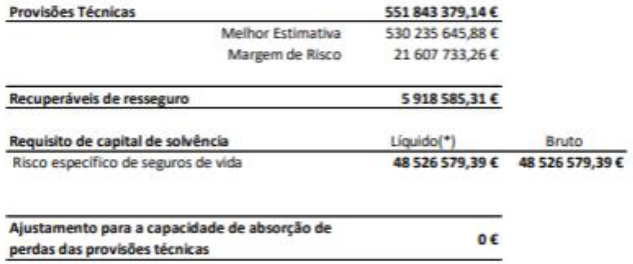 Provisões Técnicas 551 843 379,14 €
Melhor Estimativa 530 235 645,88 €
Margem de Risco 21 607 733,26 €
Recuperáveis de resseguro 5 918 585,31 €
Requisito de capital de solvência Líquido(*) Bruto
Risco específico de seguros de vida 48 526 579,39 € 48 526 579,39 €
Ajustamento para a capacidade de absorção de
perdas das provisões técnicas 0 €